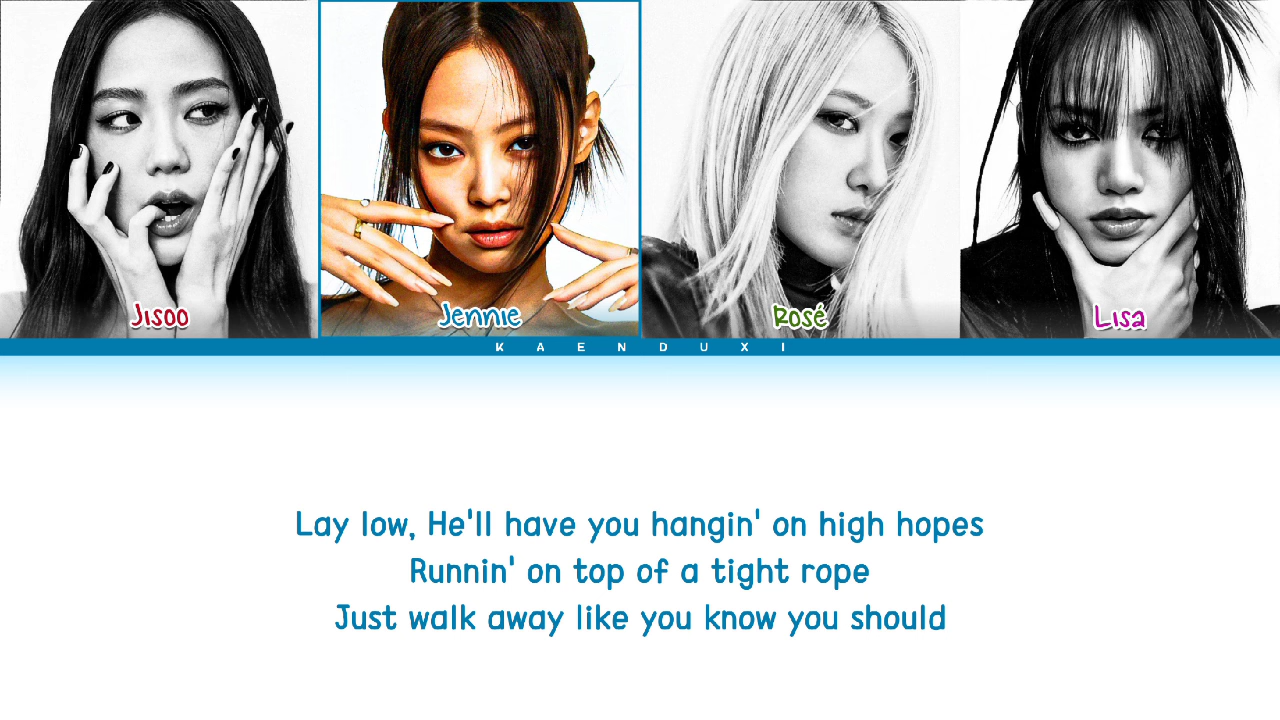 Jisoo
Jennie
Rosé
Lisa
KAENDUXI
Lay low, He'll have you hangin' on high hopes
Runnin' on top of a tight rope
Just walk away like you know you should